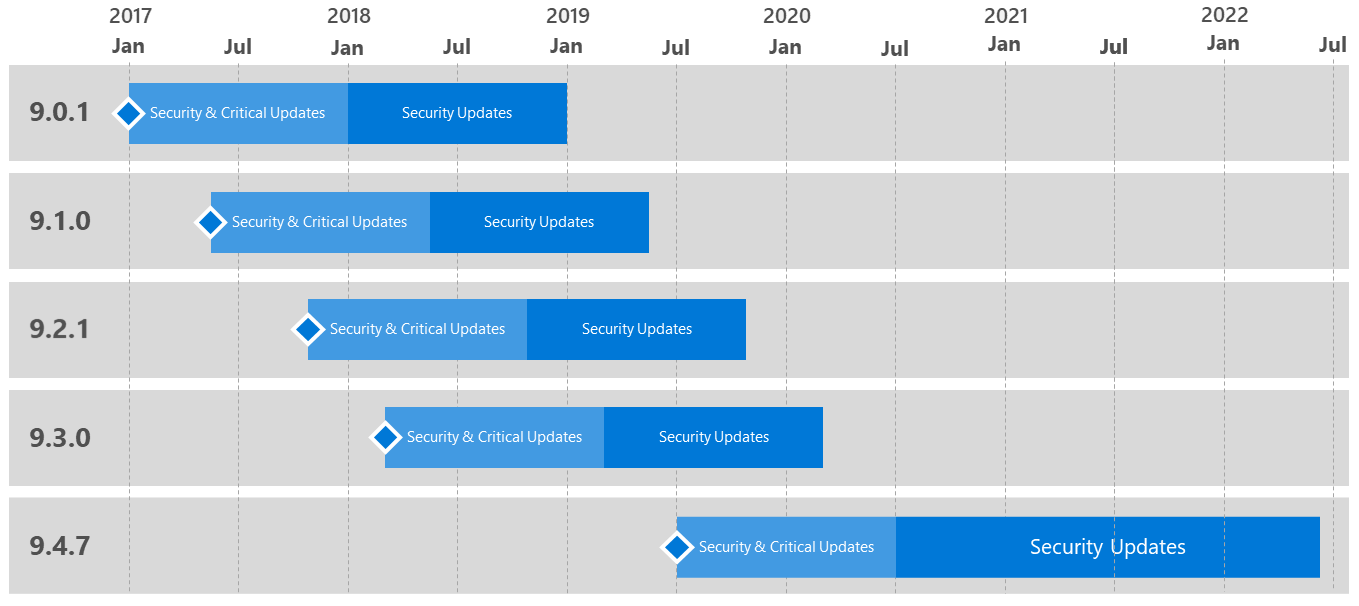 2017 2018 2019 2020 2021 2022
Jan Jul Jan Jul Jan Jul Jan Jul Jan Jul Jan Jul
9.0.1 Security & Critical Updates Security Updates
9.1.0 Security & Critical Updates Security Updates
9.2.1 Security & Critical Updates Security Updates
9.3.0 Security & Critical Updates Security Updates
9.4.7 Security & Critical Updates Security Updates